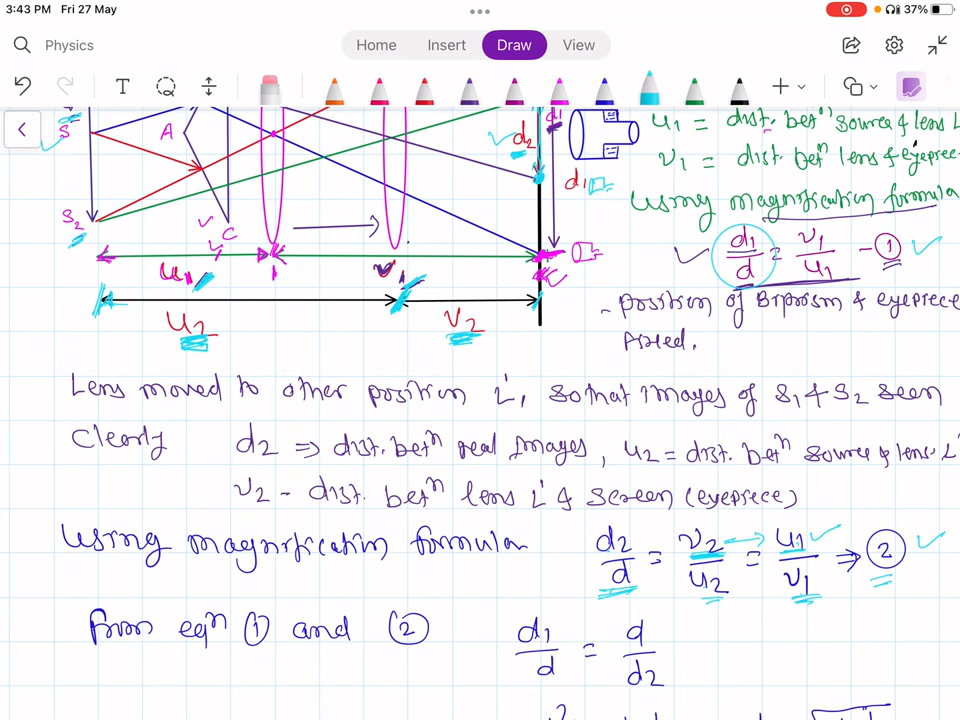 3:43 PM Fri 27 May
37%
Physics
Home Insert Draw View
S
A
S2
C
d2
d1
d1
u1
v1
u2
v2
u1 = dist. betⁿ source & lens L
v1 = dist. betⁿ lens & eyepiece
Using magnification formula
d1/d = v1/u1 - ①
- position of Biprism & eyepiece
fixed.
Lens moved to other position L', so that images of S1 & S2 seen
Clearly d2 => dist. betⁿ real Images, u2 = dist. betⁿ source & lens L'
v2 - dist. betⁿ lens L' & screen (eyepiece)
Using magnification formula d2/d = v2/u2 = u1/v1 => ②
from eqⁿ ① and ② d1/d = d/d2